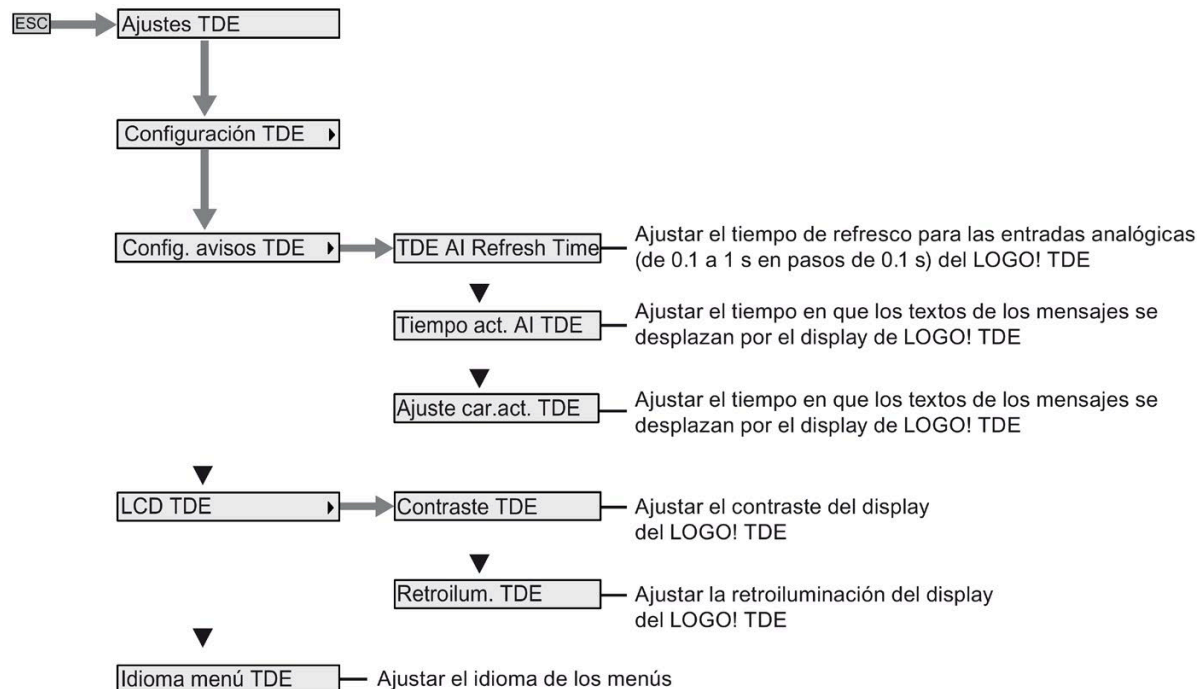 ESC
Ajustes TDE
Configuración TDE
Config. avisos TDE
TDE AI Refresh Time
Ajustar el tiempo de refresco para las entradas analógicas
(de 0.1 a 1 s en pasos de 0.1 s) del LOGO! TDE
Tiempo act. AI TDE
Ajustar el tiempo en que los textos de los mensajes se
desplazan por el display de LOGO! TDE
Ajuste car.act. TDE
Ajustar el tiempo en que los textos de los mensajes se
desplazan por el display de LOGO! TDE
LCD TDE
Contraste TDE
Ajustar el contraste del display
del LOGO! TDE
Retroilum. TDE
Ajustar la retroiluminación del display
del LOGO! TDE
Idioma menú TDE
Ajustar el idioma de los menús